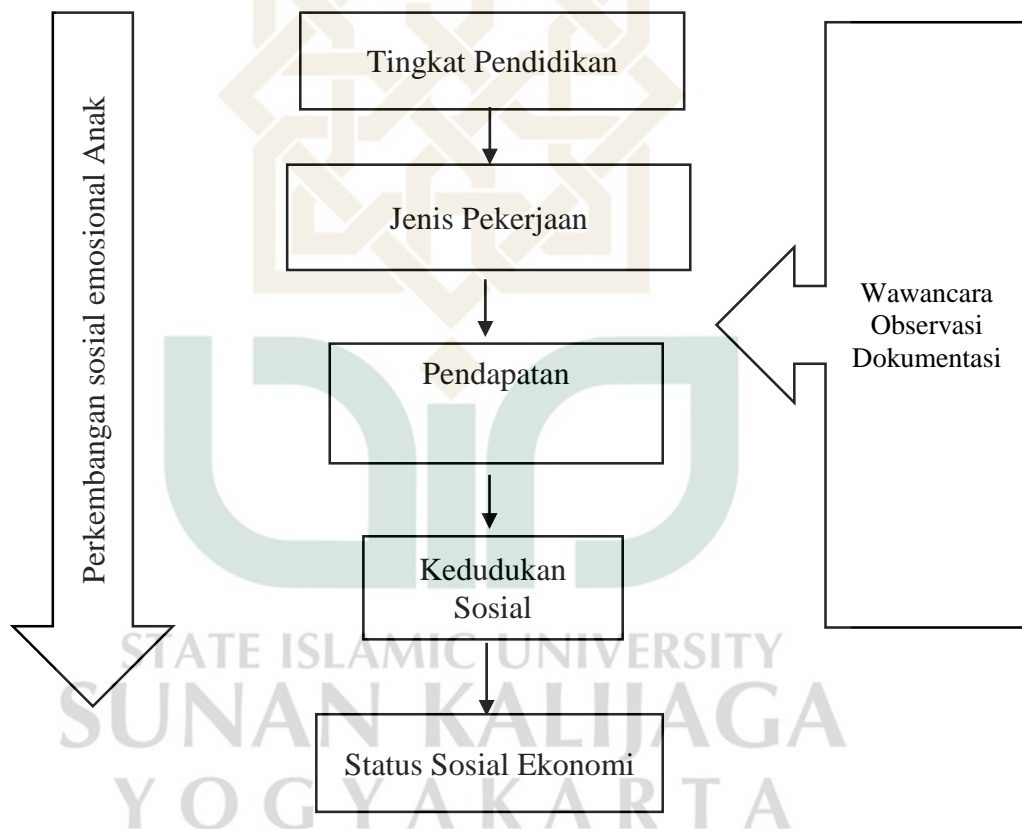 Perkembangan sosial emosional Anak
Tingkat Pendidikan
Jenis Pekerjaan
Pendapatan
Kedudukan
Sosial
Status Sosial Ekonomi
Wawancara
Observasi
Dokumentasi
STATE ISLAMIC UNIVERSITY
SUNAN KALIJAGA
YOGYAKARTA